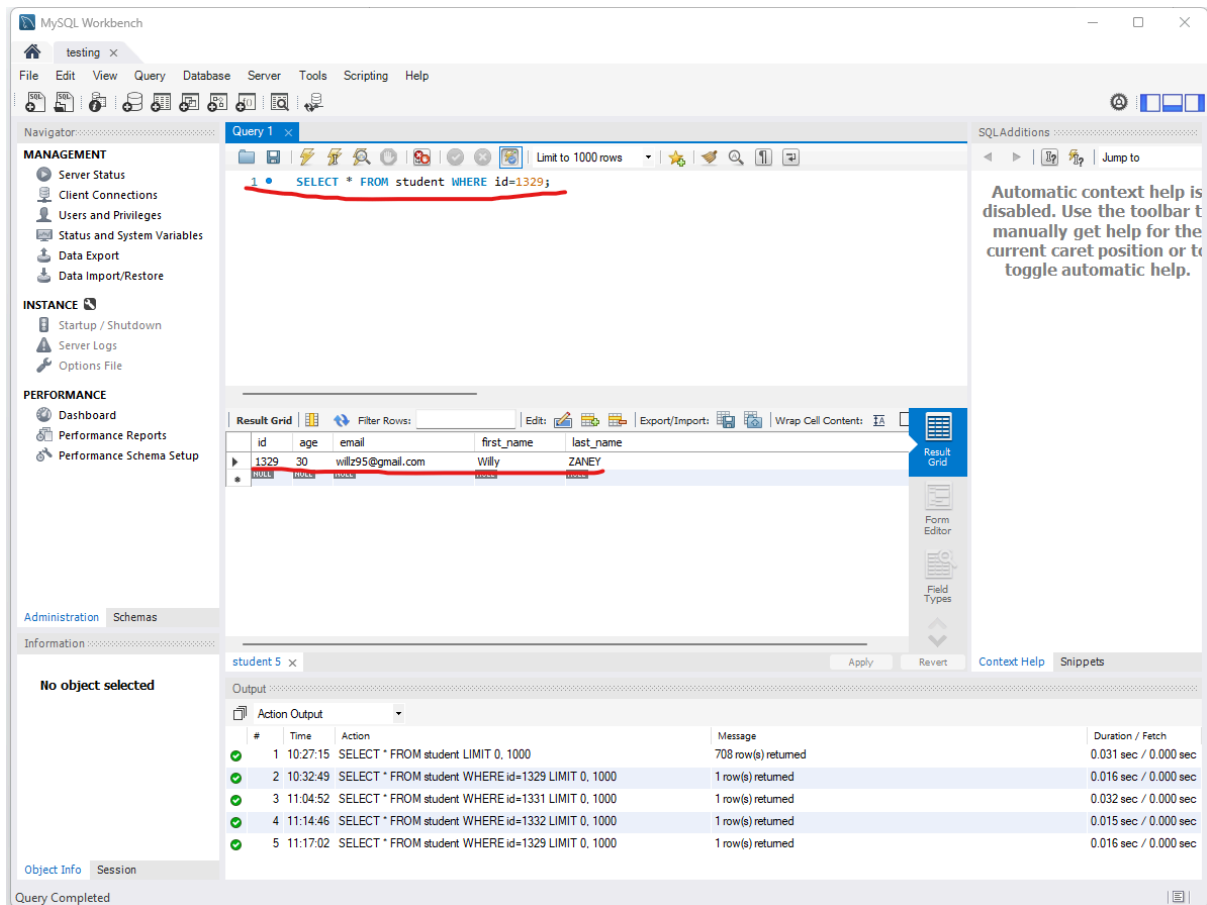 MySQL Workbench
testing
File Edit View Query Database Server Tools Scripting Help
Navigator
MANAGEMENT
Server Status
Client Connections
Users and Privileges
Status and System Variables
Data Export
Data Import/Restore
INSTANCE
Startup / Shutdown
Server Logs
Options File
PERFORMANCE
Dashboard
Performance Reports
Performance Schema Setup
Administration Schemas
Information
No object selected
Object Info Session
Query 1
Limit to 1000 rows
1 SELECT * FROM student WHERE id=1329;
Result Grid Filter Rows: Edit: Export/Import: Wrap Cell Content:
id age email first_name last_name
1329 30 willz95@gmail.com Willy ZANEY
NULL NULL NULL NULL NULL
Result
Grid
Form
Editor
Field
Types
student 5 Apply Revert
SQLAdditions
Jump to
Automatic context help is
disabled. Use the toolbar t
manually get help for the
current caret position or to
toggle automatic help.
Context Help Snippets
Output
Action Output
# Time Action Message Duration / Fetch
1 10:27:15 SELECT * FROM student LIMIT 0, 1000 708 row(s) returned 0.031 sec / 0.000 sec
2 10:32:49 SELECT * FROM student WHERE id=1329 LIMIT 0, 1000 1 row(s) returned 0.016 sec / 0.000 sec
3 11:04:52 SELECT * FROM student WHERE id=1331 LIMIT 0, 1000 1 row(s) returned 0.032 sec / 0.000 sec
4 11:14:46 SELECT * FROM student WHERE id=1332 LIMIT 0, 1000 1 row(s) returned 0.015 sec / 0.000 sec
5 11:17:02 SELECT * FROM student WHERE id=1329 LIMIT 0, 1000 1 row(s) returned 0.016 sec / 0.000 sec
Query Completed